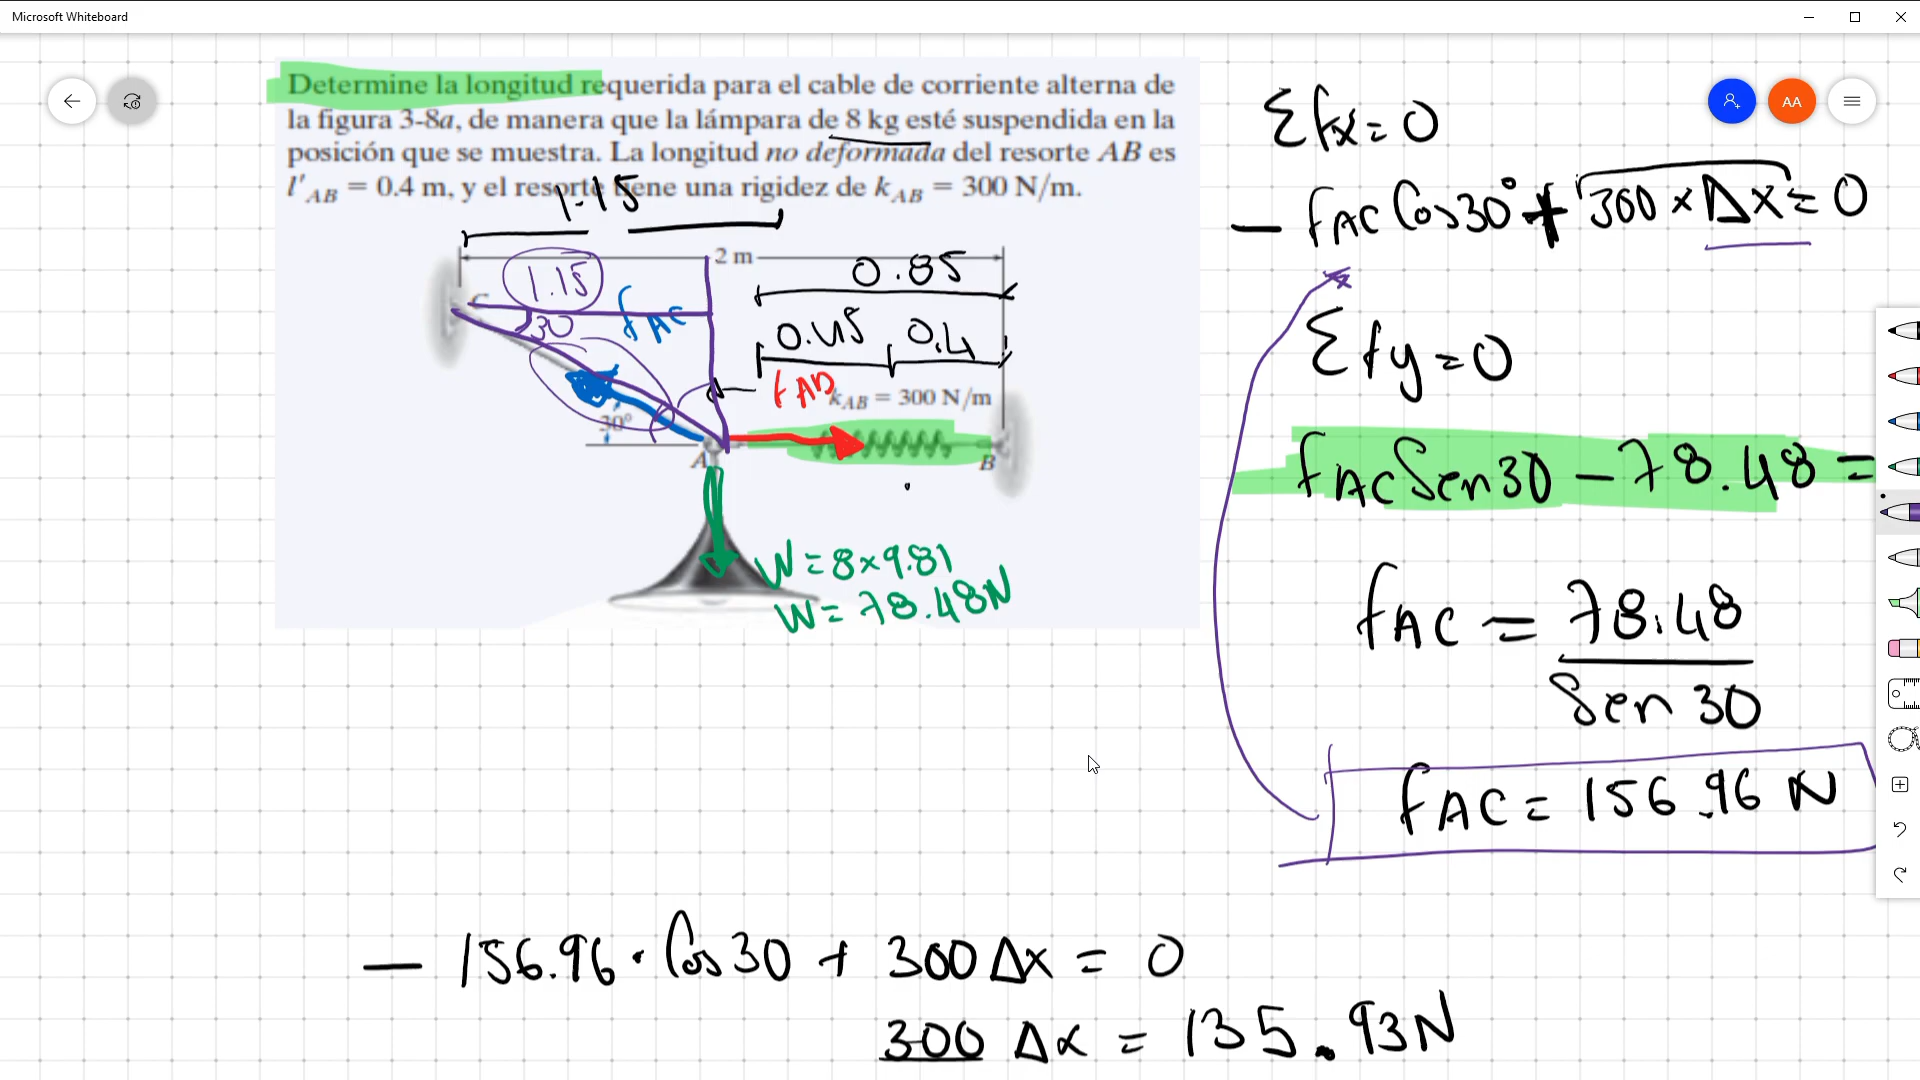 Microsoft Whiteboard
Determine la longitud requerida para el cable de corriente alterna de
la figura 3-8a, de manera que la lámpara de 8 kg esté suspendida en la
posición que se muestra. La longitud no deformada del resorte AB es
l'AB = 0.4 m, y el resorte tiene una rigidez de kAB = 300 N/m.
1.15
2 m
0.85
C
1.15
30
fAC
0.45
0.4
fAB
kAB = 300 N/m
30°
A
B
W = 8x9.81
W = 78.48N
Σfx = 0
- fAC Cos30° + 300 x Δx = 0
Σfy = 0
fAC Sen30 - 78.48 =
fAC = 78.48
Sen 30
fAC = 156.96 N
- 156.96 · Cos30 + 300 Δx = 0
300 Δx = 135.93N
AA